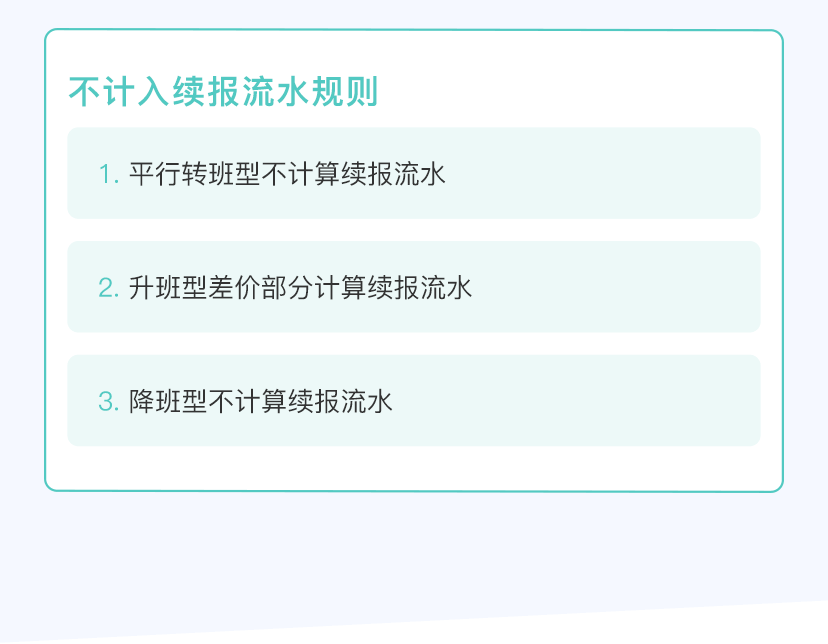 不计入续报流水规则
1. 平行转班型不计算续报流水
2. 升班型差价部分计算续报流水
3. 降班型不计算续报流水